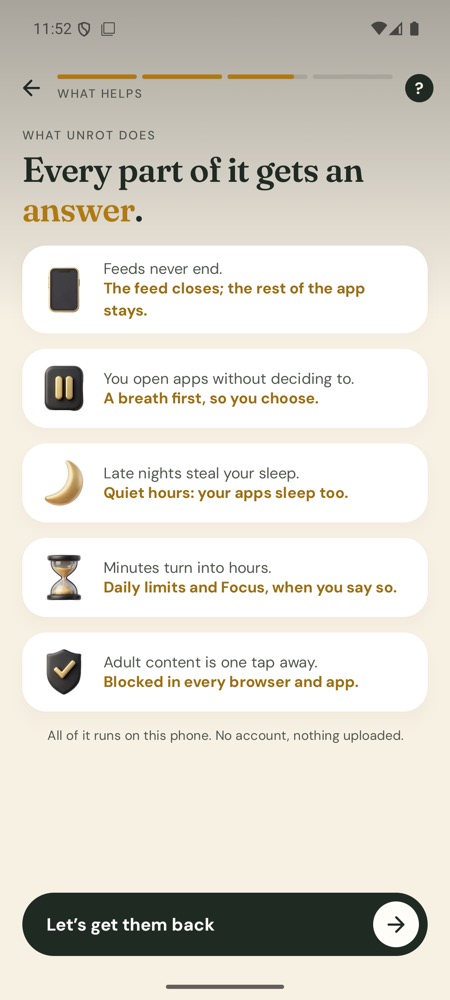 11:52
WHAT HELPS
?
WHAT UNROT DOES
Every part of it gets an
answer.
Feeds never end.
The feed closes; the rest of the app
stays.
You open apps without deciding to.
A breath first, so you choose.
Late nights steal your sleep.
Quiet hours: your apps sleep too.
Minutes turn into hours.
Daily limits and Focus, when you say so.
Adult content is one tap away.
Blocked in every browser and app.
All of it runs on this phone. No account, nothing uploaded.
Let’s get them back